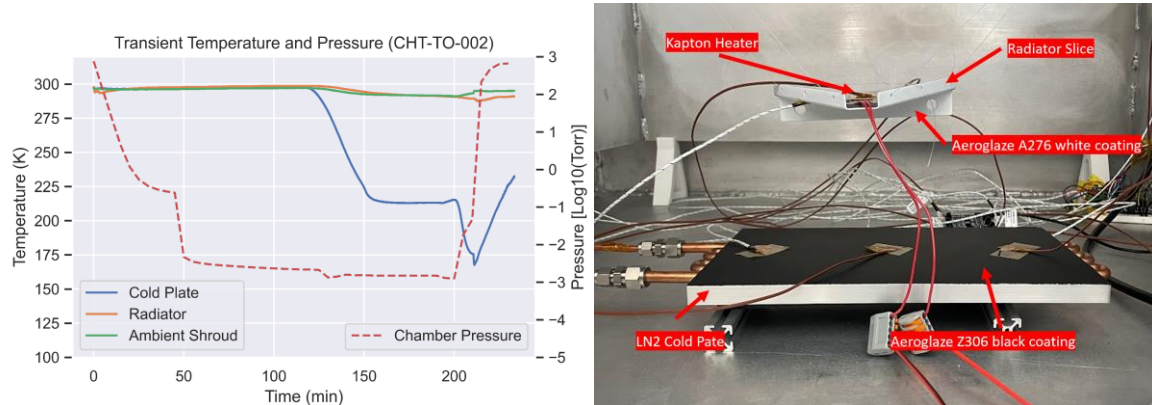 Transient Temperature and Pressure (CHT-TO-002)
Temperature (K)
300
275
250
225
200
175
150
125
100
0
50
100
150
200
Time (min)
3
2
1
0
−1
−2
−3
−4
−5
Pressure [Log10(Torr)]
Cold Plate
Radiator
Ambient Shroud
Chamber Pressure
Kapton Heater
Radiator Slice
Aeroglaze A276 white coating
LN2 Cold Pate
Aeroglaze Z306 black coating